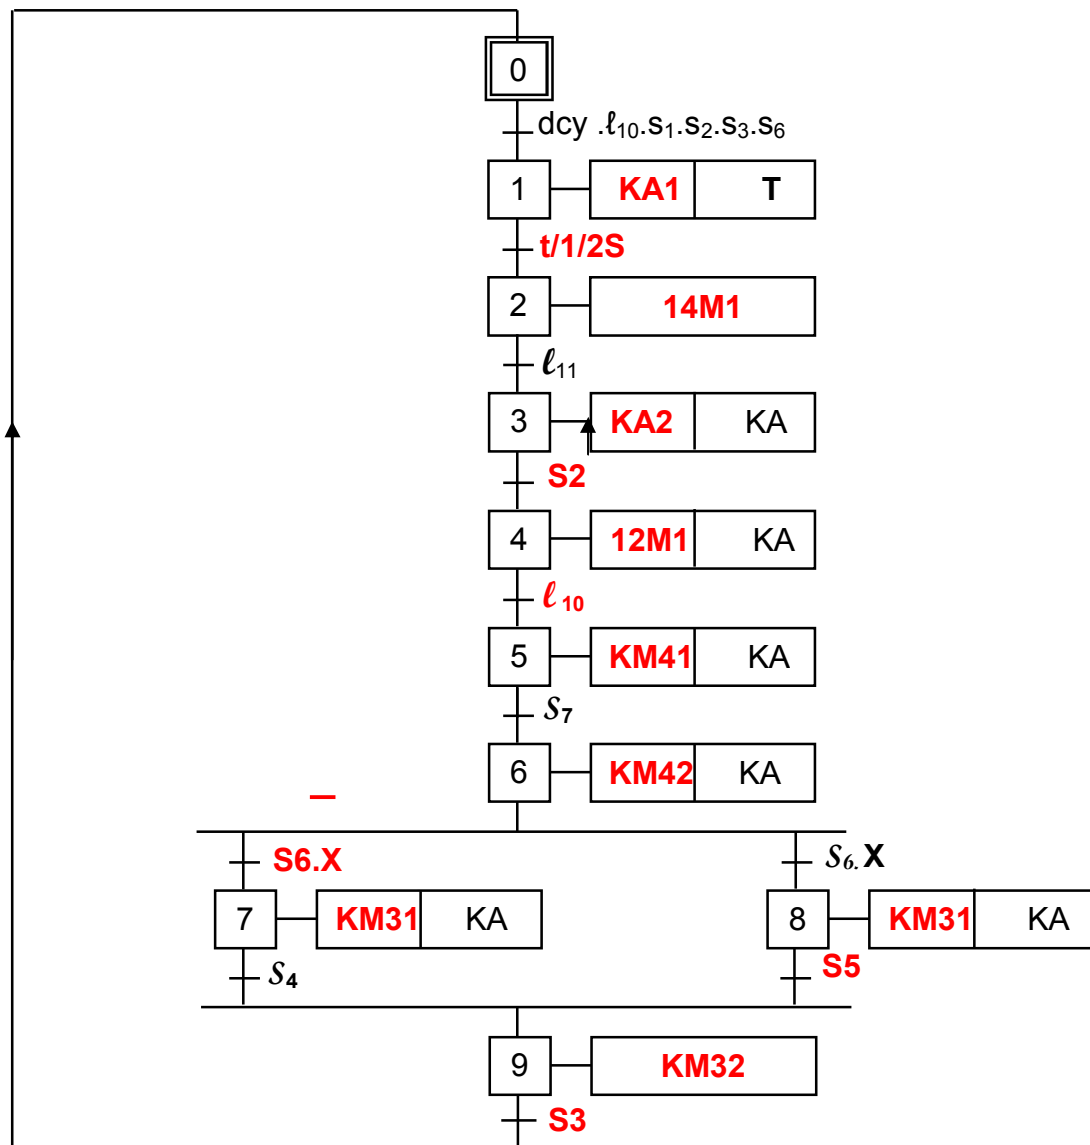 0
dcy .ℓ₁₀.s₁.s₂.s₃.s₆
1 KA1 T
t/1/2S
2 14M1
ℓ₁₁
3 KA2 KA
S2
4 12M1 KA
ℓ₁₀
5 KM41 KA
S₇
6 KM42 KA
S6.X̅ S₆.X
7 KM31 KA 8 KM31 KA
S₄ S5
9 KM32
S3